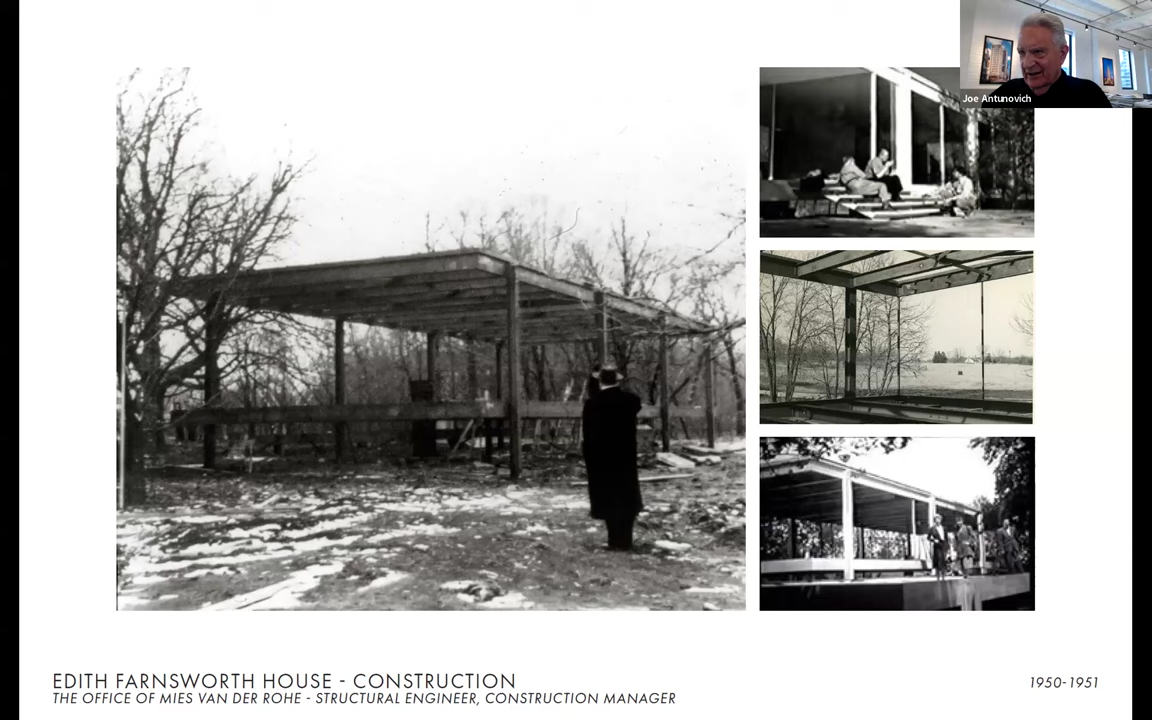 Joe Antunovich
EDITH FARNSWORTH HOUSE - CONSTRUCTION
THE OFFICE OF MIES VAN DER ROHE - STRUCTURAL ENGINEER, CONSTRUCTION MANAGER
1950-1951